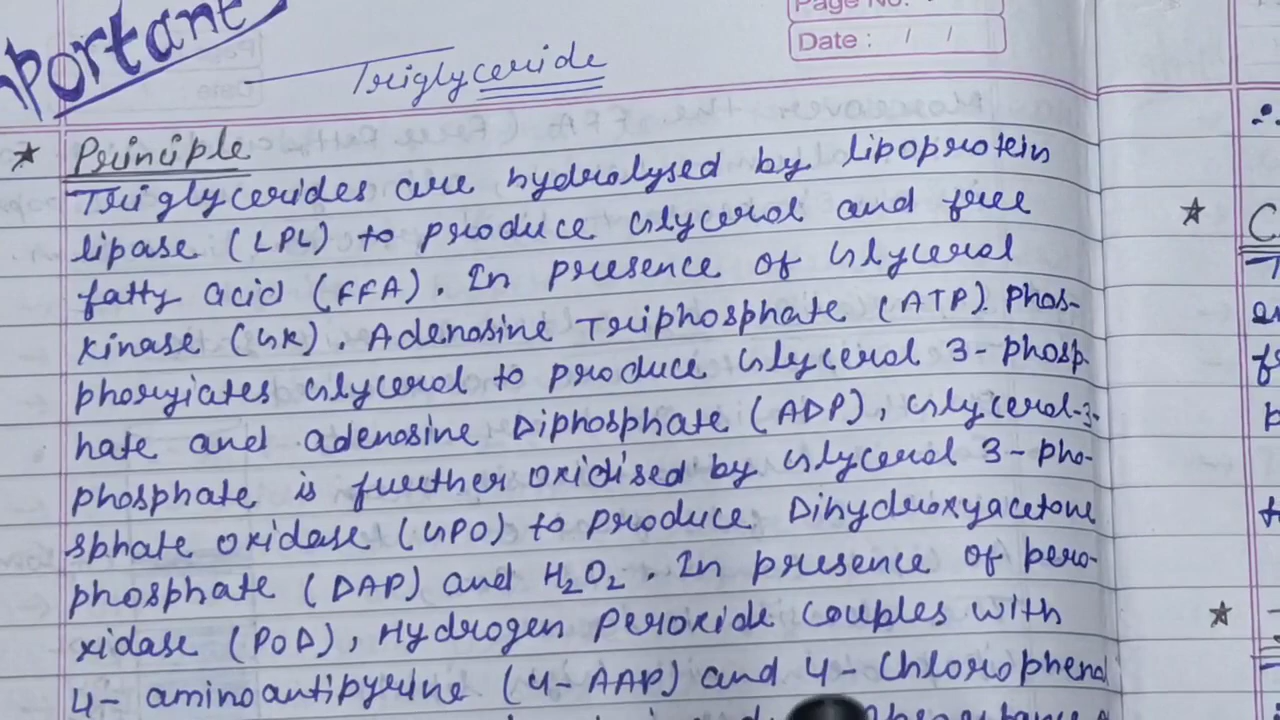 portant
Page No.
Date : / /
Triglyceride
★ Principle
Triglycerides are hydrolysed by lipoprotein
lipase (LPL) to produce Glycerol and free
fatty acid (FFA). In presence of Glycerol
kinase (GK). Adenosine Triphosphate (ATP). Phos-
phoryiates Glycerol to produce Glycerol 3-phosp-
hate and adenosine Diphosphate (ADP), Glycerol-3-
phosphate is further oxidised by Glycerol 3-pho-
sphate oxidase (GPO) to produce Dihydroxyacetone
phosphate (DAP) and H₂O₂. In presence of pero-
xidase (POD), Hydrogen Peroxide couples with
4-aminoantipyrine (4-AAP) and 4-Chlorophenol